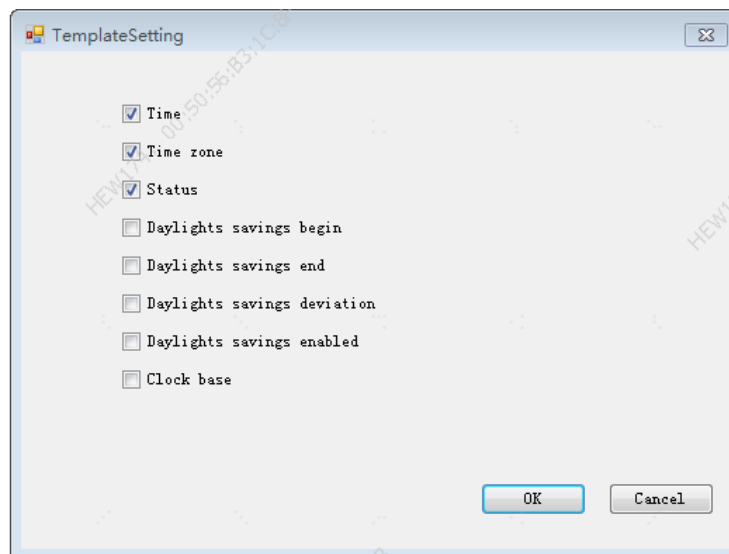 TemplateSetting
Time
Time zone
Status
Daylights savings begin
Daylights savings end
Daylights savings deviation
Daylights savings enabled
Clock base
OK
Cancel